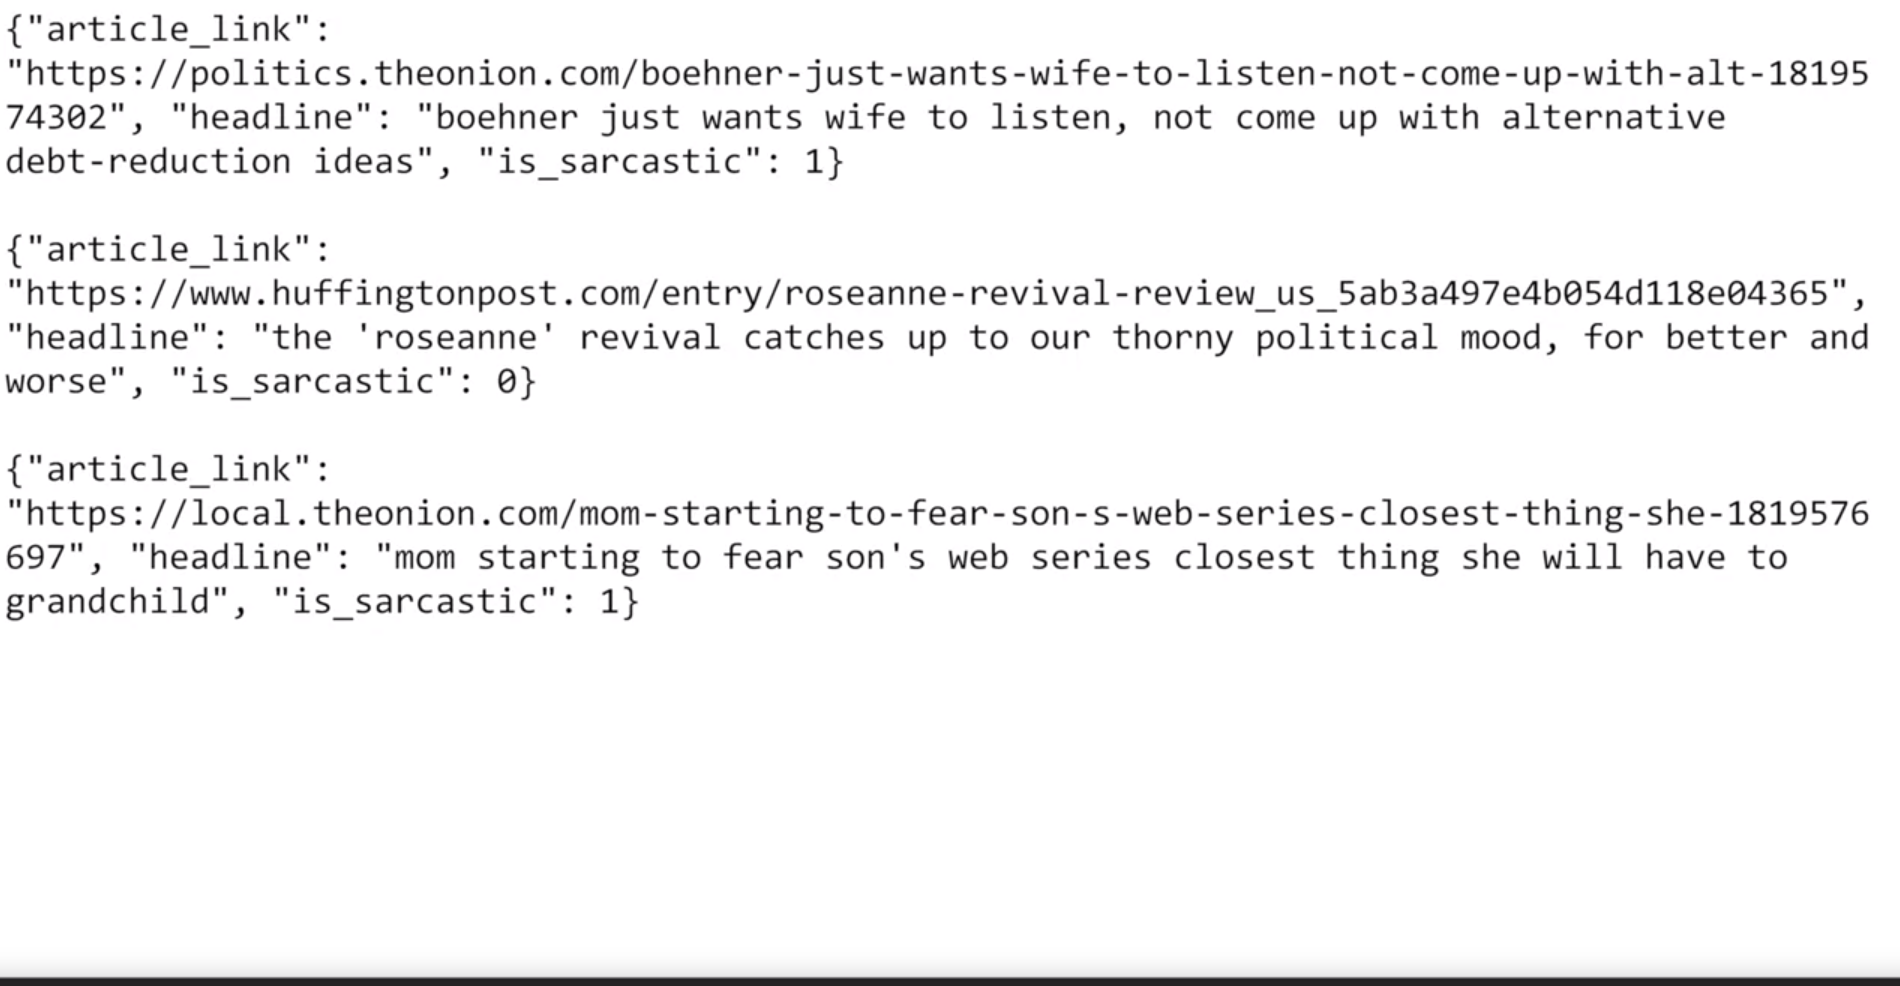 {"article_link":
"https://politics.theonion.com/boehner-just-wants-wife-to-listen-not-come-up-with-alt-18195
74302", "headline": "boehner just wants wife to listen, not come up with alternative
debt-reduction ideas", "is_sarcastic": 1}
{"article_link":
"https://www.huffingtonpost.com/entry/roseanne-revival-review_us_5ab3a497e4b054d118e04365",
"headline": "the 'roseanne' revival catches up to our thorny political mood, for better and
worse", "is_sarcastic": 0}
{"article_link":
"https://local.theonion.com/mom-starting-to-fear-son-s-web-series-closest-thing-she-1819576
697", "headline": "mom starting to fear son's web series closest thing she will have to
grandchild", "is_sarcastic": 1}